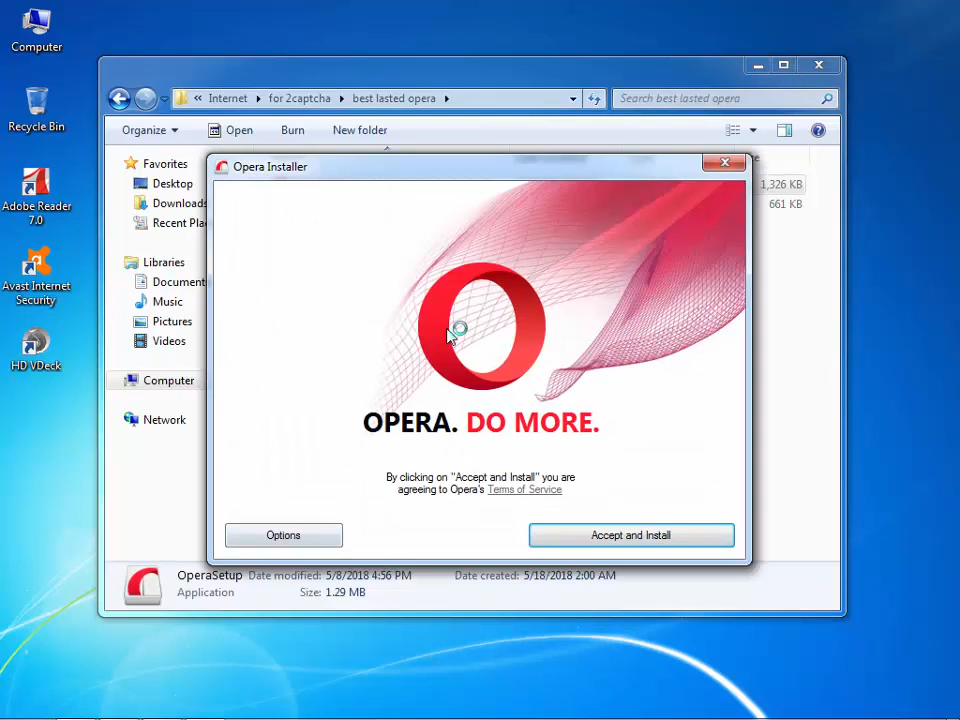 Computer
Recycle Bin
Adobe Reader
7.0
Avast Internet
Security
HD VDeck
« Internet for 2captcha best lasted opera
Search best lasted opera
Organize Open Burn New folder
Favorites
Desktop
Downloads
Recent Pla
Libraries
Document
Music
Pictures
Videos
Computer
Network
1,326 KB
661 KB
Opera Installer
OPERA. DO MORE.
By clicking on "Accept and Install" you are
agreeing to Opera's Terms of Service
Options
Accept and Install
OperaSetup Date modified: 5/8/2018 4:56 PM Date created: 5/18/2018 2:00 AM
Application Size: 1.29 MB